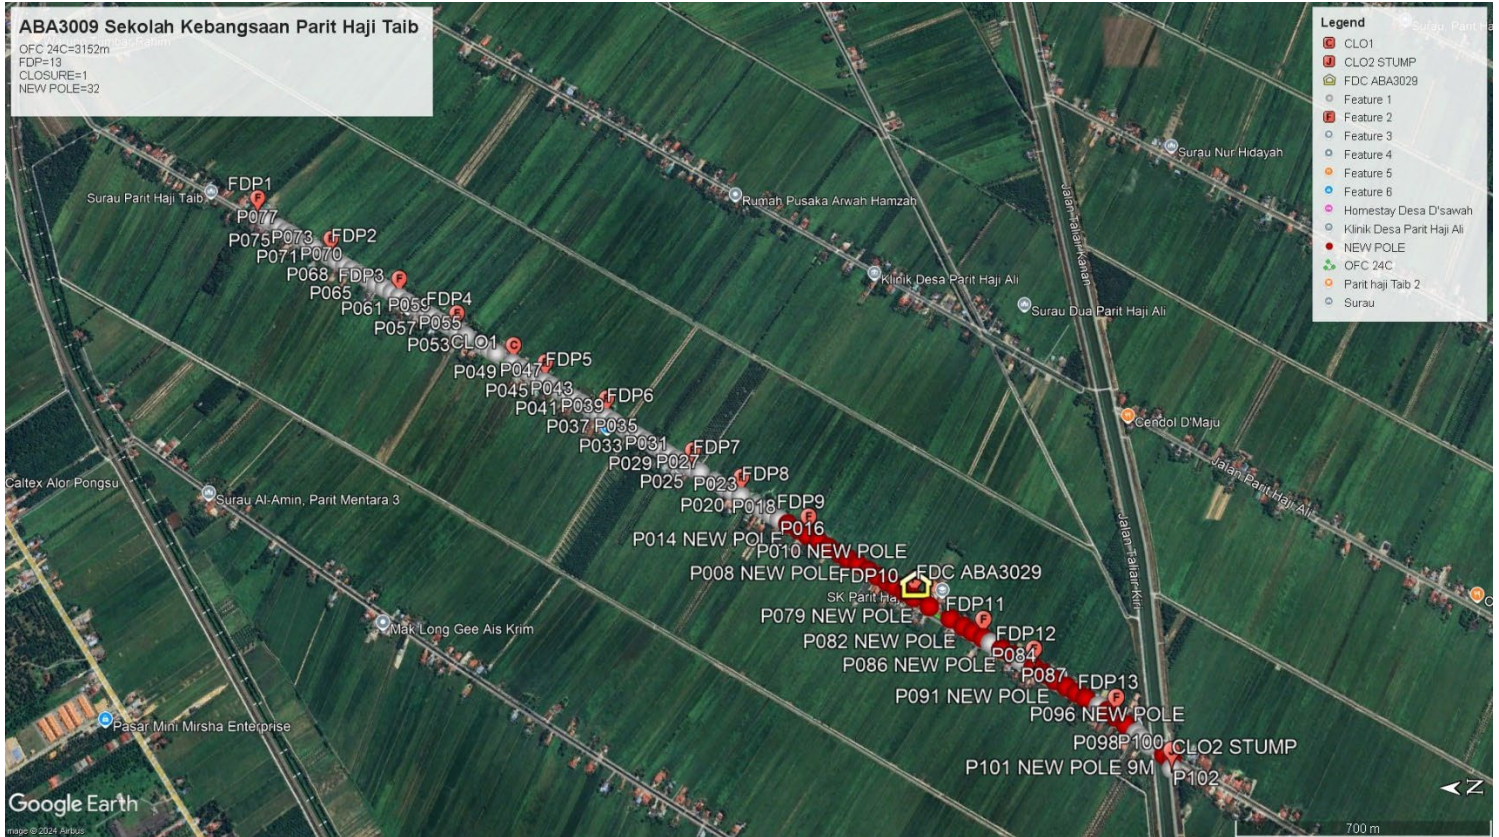 ABA3009 Sekolah Kebangsaan Parit Haji Taib
OFC 24C=3152m
FDP=13
CLOSURE=1
NEW POLE=32
Legend
CLO1
CLO2 STUMP
FDC ABA3029
Feature 1
Feature 2
Feature 3
Feature 4
Feature 5
Feature 6
Homestay Desa D'sawah
Klinik Desa Parit Haji Ali
NEW POLE
OFC 24C
Parit haji Taib 2
Surau
Surau Nur Hidayah
Surau Parit Haji Taib
FDP1
P077
Rumah Pusaka Arwah Hamzah
Jalan Taliair Kanan
P075 P073 FDP2
P071 P070
P068 FDP3
P065
Klinik Desa Parit Haji Ali
P061 P059 FDP4
Surau Dua Parit Haji Ali
P057 P055
P053 CLO1
P049 P047 FDP5
P045 P043
P041 P039 FDP6
P037 P035
Cendol D'Maju
P033 P031
P029 P027 FDP7
Jalan Parit Haji Ali
P025 P023 FDP8
Caltex Alor Pongsu
Surau Al-Amin, Parit Mentara 3
P020 P018 FDP9
P016
P014 NEW POLE
P010 NEW POLE
Jalan Taliair Kiri
P008 NEW POLE FDP10 FDC ABA3029
SK Parit Ha
FDP11
P079 NEW POLE
Mak Long Gee Ais Krim
P082 NEW POLE FDP12
P084
P086 NEW POLE
P087
FDP13
P091 NEW POLE
P096 NEW POLE
Pasar Mini Mirsha Enterprise
P098 P100 CLO2 STUMP
P101 NEW POLE 9M
P102
N
Google Earth
700 m